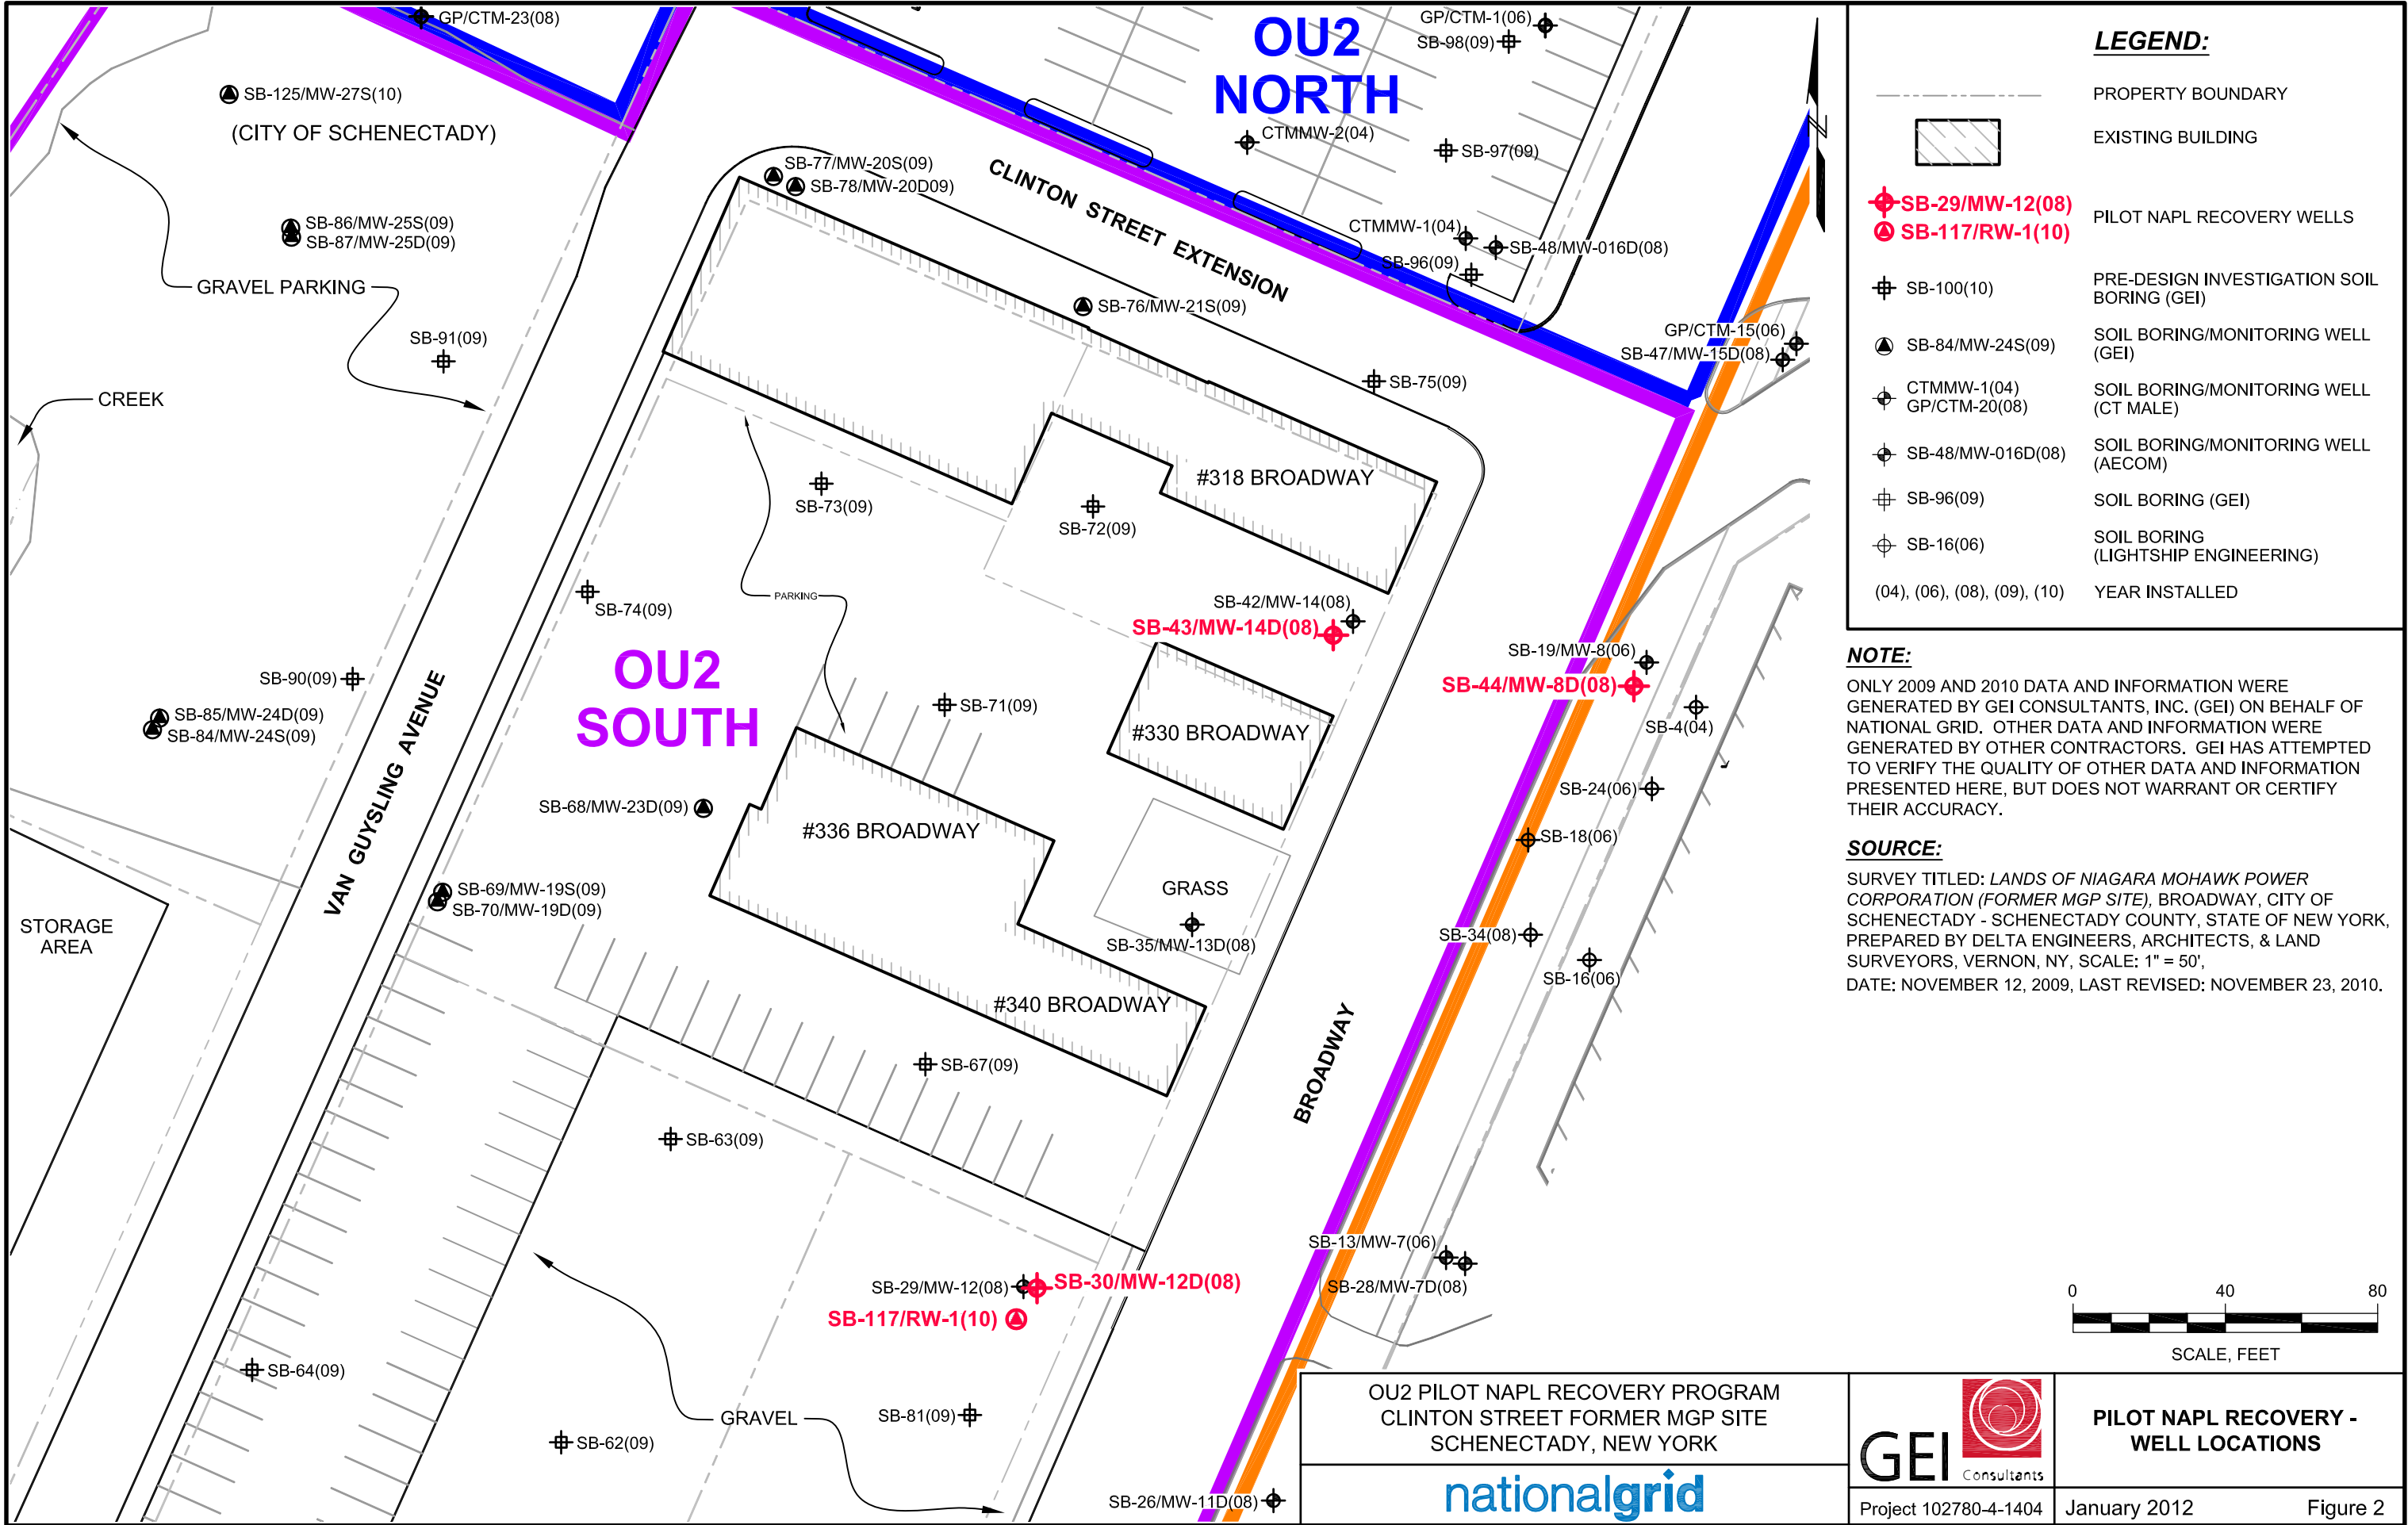 GP/CTM-23(08)
SB-125/MW-27S(10)
(CITY OF SCHENECTADY)
SB-86/MW-25S(09)
SB-87/MW-25D(09)
GRAVEL PARKING
SB-91(09)
CREEK
SB-77/MW-20S(09)
SB-78/MW-20D09)
OU2
NORTH
GP/CTM-1(06)
SB-98(09)
CTMMW-2(04)
SB-97(09)
CLINTON STREET EXTENSION
CTMMW-1(04)
SB-48/MW-016D(08)
SB-96(09)
SB-76/MW-21S(09)
GP/CTM-15(06)
SB-47/MW-15D(08)
SB-75(09)
#318 BROADWAY
SB-73(09)
SB-72(09)
SB-74(09)
PARKING
SB-42/MW-14(08)
SB-43/MW-14D(08)
OU2
SOUTH
SB-19/MW-8(06)
SB-44/MW-8D(08)
SB-4(04)
SB-90(09)
SB-85/MW-24D(09)
SB-84/MW-24S(09)
VAN GUYSLING AVENUE
SB-71(09)
#330 BROADWAY
SB-24(06)
SB-68/MW-23D(09)
#336 BROADWAY
SB-18(06)
SB-69/MW-19S(09)
SB-70/MW-19D(09)
GRASS
SB-35/MW-13D(08)
SB-34(08)
SB-16(06)
STORAGE
AREA
#340 BROADWAY
SB-67(09)
BROADWAY
SB-63(09)
SB-13/MW-7(06)
SB-28/MW-7D(08)
SB-29/MW-12(08)
SB-30/MW-12D(08)
SB-117/RW-1(10)
SB-64(09)
GRAVEL
SB-81(09)
SB-62(09)
SB-26/MW-11D(08)
N
LEGEND:
PROPERTY BOUNDARY
EXISTING BUILDING
SB-29/MW-12(08)
SB-117/RW-1(10)
PILOT NAPL RECOVERY WELLS
SB-100(10)
PRE-DESIGN INVESTIGATION SOIL
BORING (GEI)
SB-84/MW-24S(09)
SOIL BORING/MONITORING WELL
(GEI)
CTMMW-1(04)
GP/CTM-20(08)
SOIL BORING/MONITORING WELL
(CT MALE)
SB-48/MW-016D(08)
SOIL BORING/MONITORING WELL
(AECOM)
SB-96(09)
SOIL BORING (GEI)
SB-16(06)
SOIL BORING
(LIGHTSHIP ENGINEERING)
(04), (06), (08), (09), (10)
YEAR INSTALLED
NOTE:
ONLY 2009 AND 2010 DATA AND INFORMATION WERE
GENERATED BY GEI CONSULTANTS, INC. (GEI) ON BEHALF OF
NATIONAL GRID. OTHER DATA AND INFORMATION WERE
GENERATED BY OTHER CONTRACTORS. GEI HAS ATTEMPTED
TO VERIFY THE QUALITY OF OTHER DATA AND INFORMATION
PRESENTED HERE, BUT DOES NOT WARRANT OR CERTIFY
THEIR ACCURACY.
SOURCE:
SURVEY TITLED: LANDS OF NIAGARA MOHAWK POWER
CORPORATION (FORMER MGP SITE), BROADWAY, CITY OF
SCHENECTADY - SCHENECTADY COUNTY, STATE OF NEW YORK,
PREPARED BY DELTA ENGINEERS, ARCHITECTS, & LAND
SURVEYORS, VERNON, NY, SCALE: 1" = 50',
DATE: NOVEMBER 12, 2009, LAST REVISED: NOVEMBER 23, 2010.
0 40 80
SCALE, FEET
OU2 PILOT NAPL RECOVERY PROGRAM
CLINTON STREET FORMER MGP SITE
SCHENECTADY, NEW YORK
nationalgrid
GEI
Consultants
Project 102780-4-1404
PILOT NAPL RECOVERY -
WELL LOCATIONS
January 2012
Figure 2